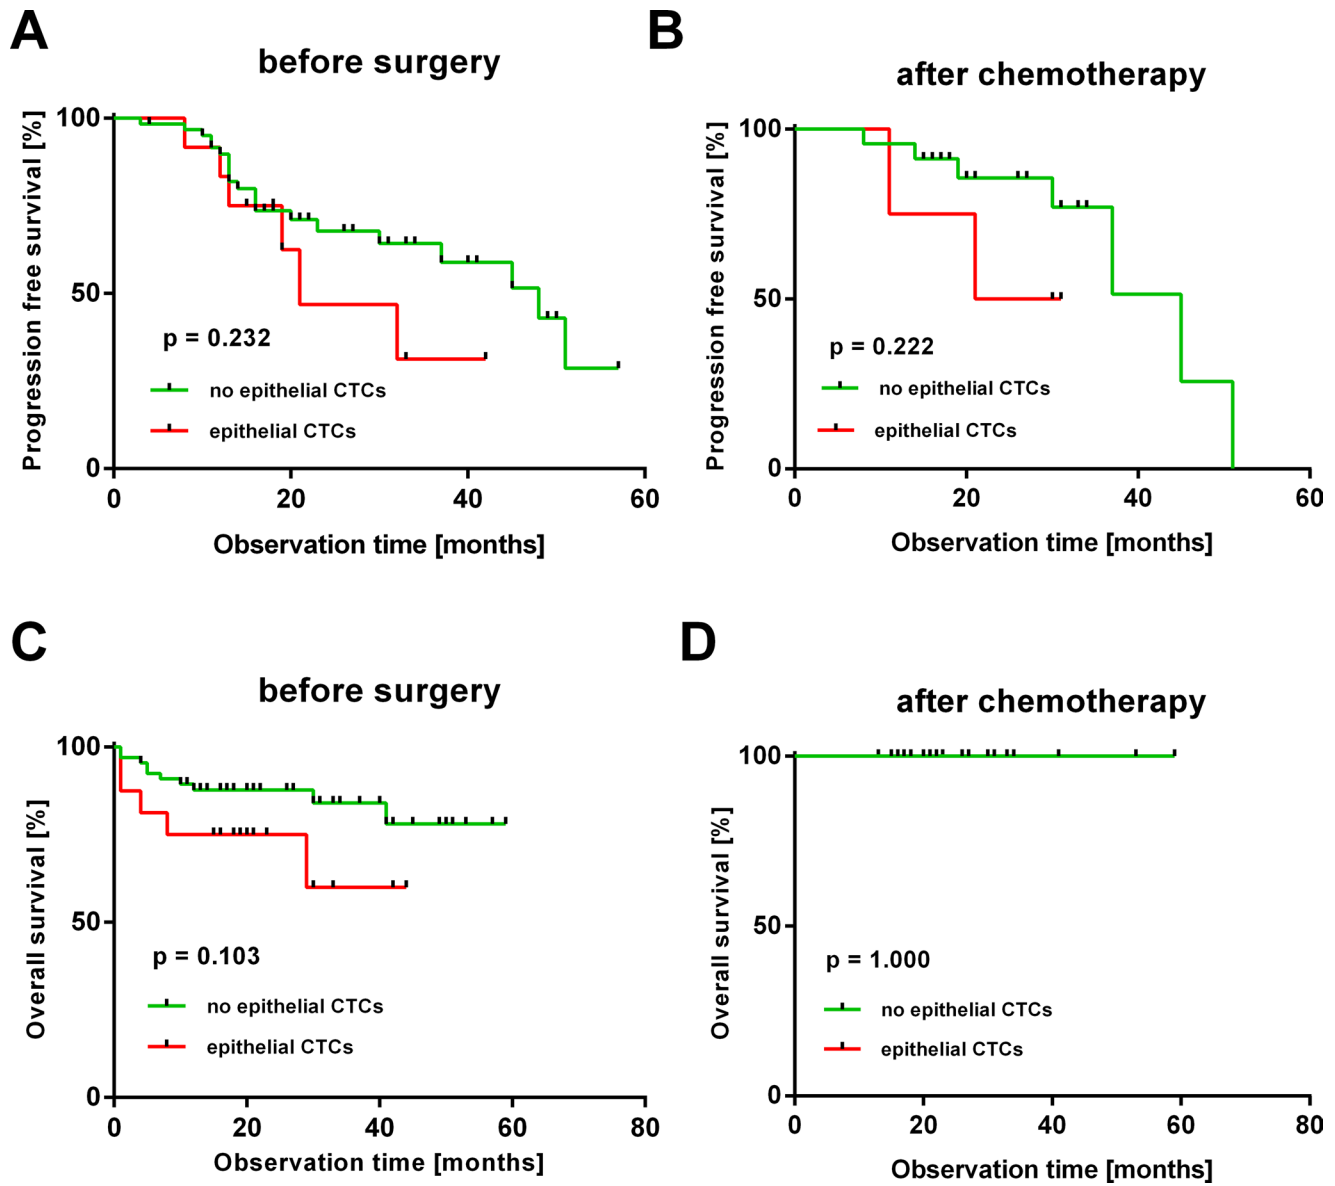 A
before surgery
Progression free survival [%]
100
50
0
p = 0.232
no epithelial CTCs
epithelial CTCs
0 20 40 60
Observation time [months]
B
after chemotherapy
Progression free survival [%]
100
50
0
p = 0.222
no epithelial CTCs
epithelial CTCs
0 20 40 60
Observation time [months]
C
before surgery
Overall survival [%]
100
50
0
p = 0.103
no epithelial CTCs
epithelial CTCs
0 20 40 60 80
Observation time [months]
D
after chemotherapy
Overall survival [%]
100
50
0
p = 1.000
no epithelial CTCs
epithelial CTCs
0 20 40 60 80
Observation time [months]